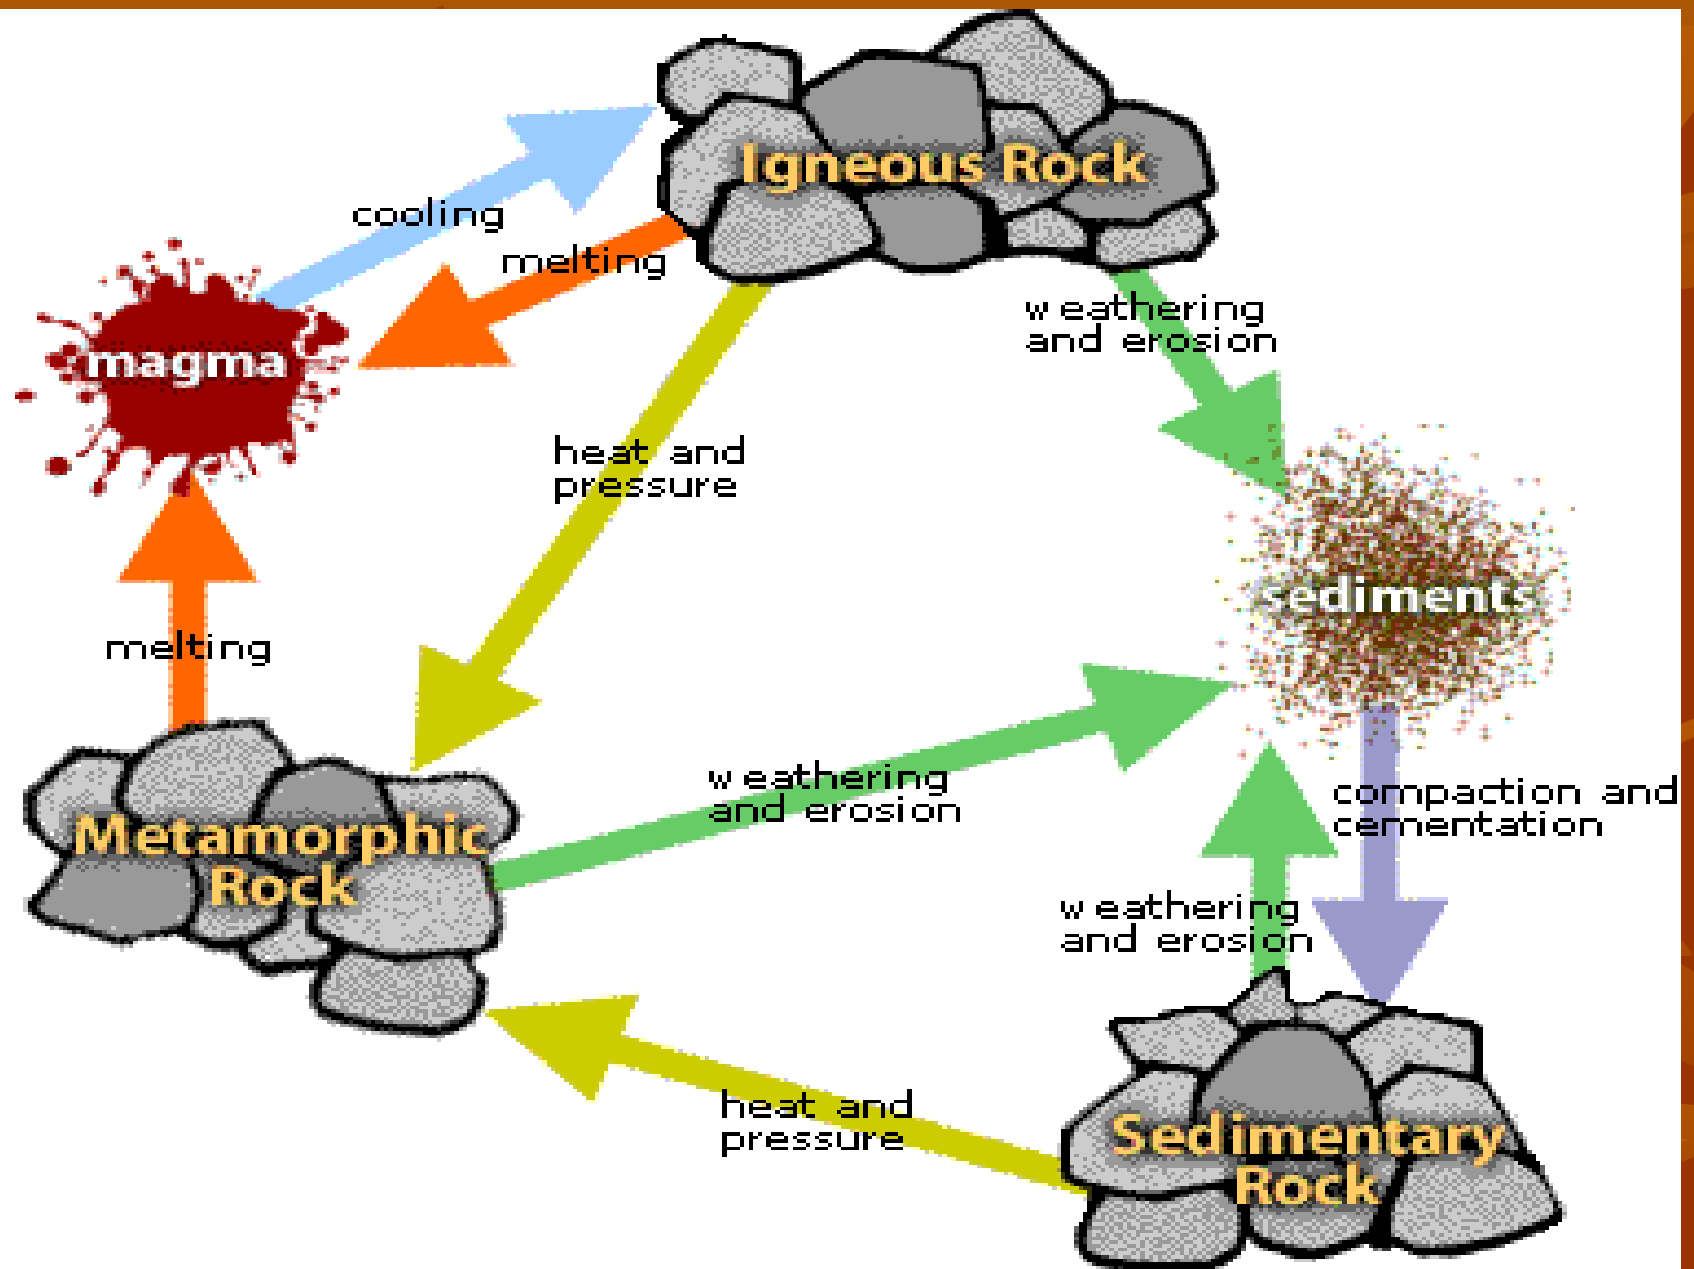 Igneous Rock
cooling
melting
weathering
and erosion
magma
heat and
pressure
sediments
melting
weathering
and erosion
compaction and
cementation
Metamorphic
Rock
weathering
and erosion
heat and
pressure
Sedimentary
Rock